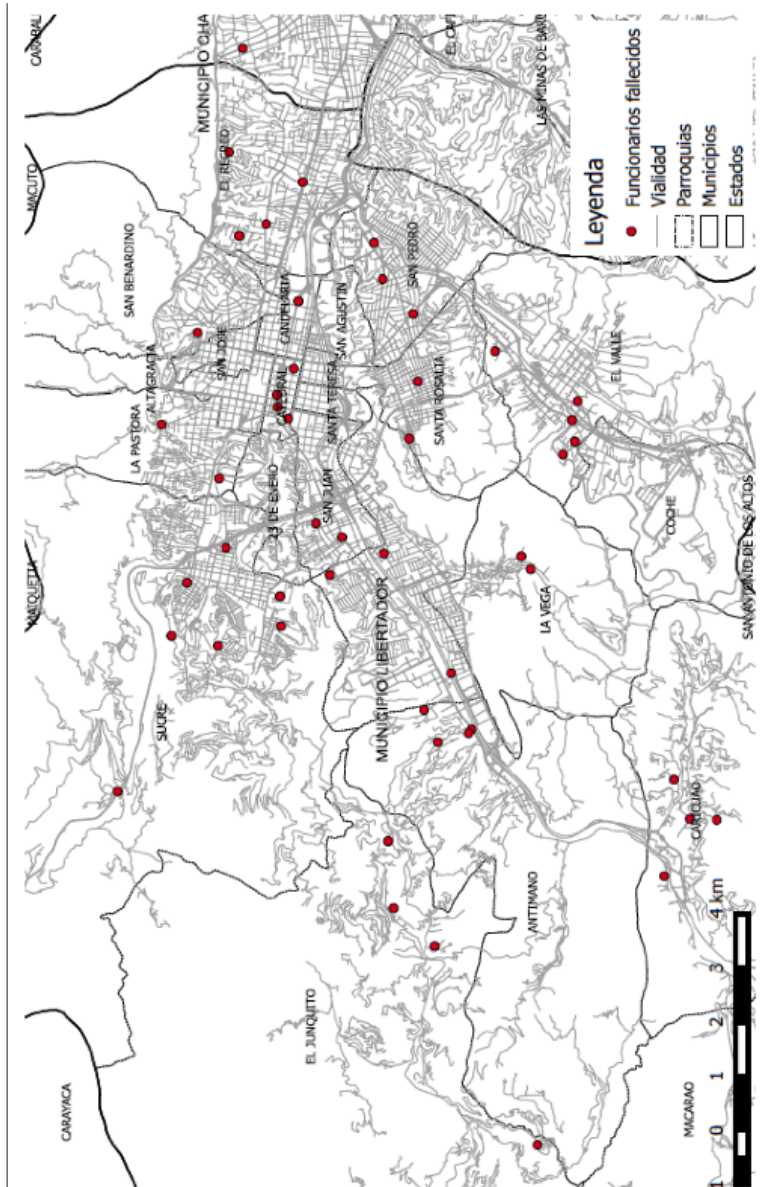 MAIQUETIA
MACUTO
CARABAL
CARAYACA
LA PASTORA
SAN BENARDINO
ALTAGRACIA
SUCRE
MUNICIPIO CHA
SAN JOSE
EL RECREO
23 DE ENERO
CATEDRAL
CANDELARIA
EL JUNQUITO
SAN JUAN
SANTA TERESA
SAN AGUSTIN
MUNICIPIO LIBERTADOR
SAN PEDRO
SANTA ROSALIA
ANTIMANO
LA VEGA
LAS MINAS DE
EL VALLE
COCHE
MACARAO
CARICUAO
SAN ANTONIO DE LOS ALTOS
Leyenda
Funcionarios fallecidos
Vialidad
Parroquias
Municipios
Estados
1 0 1 2 3 4 km